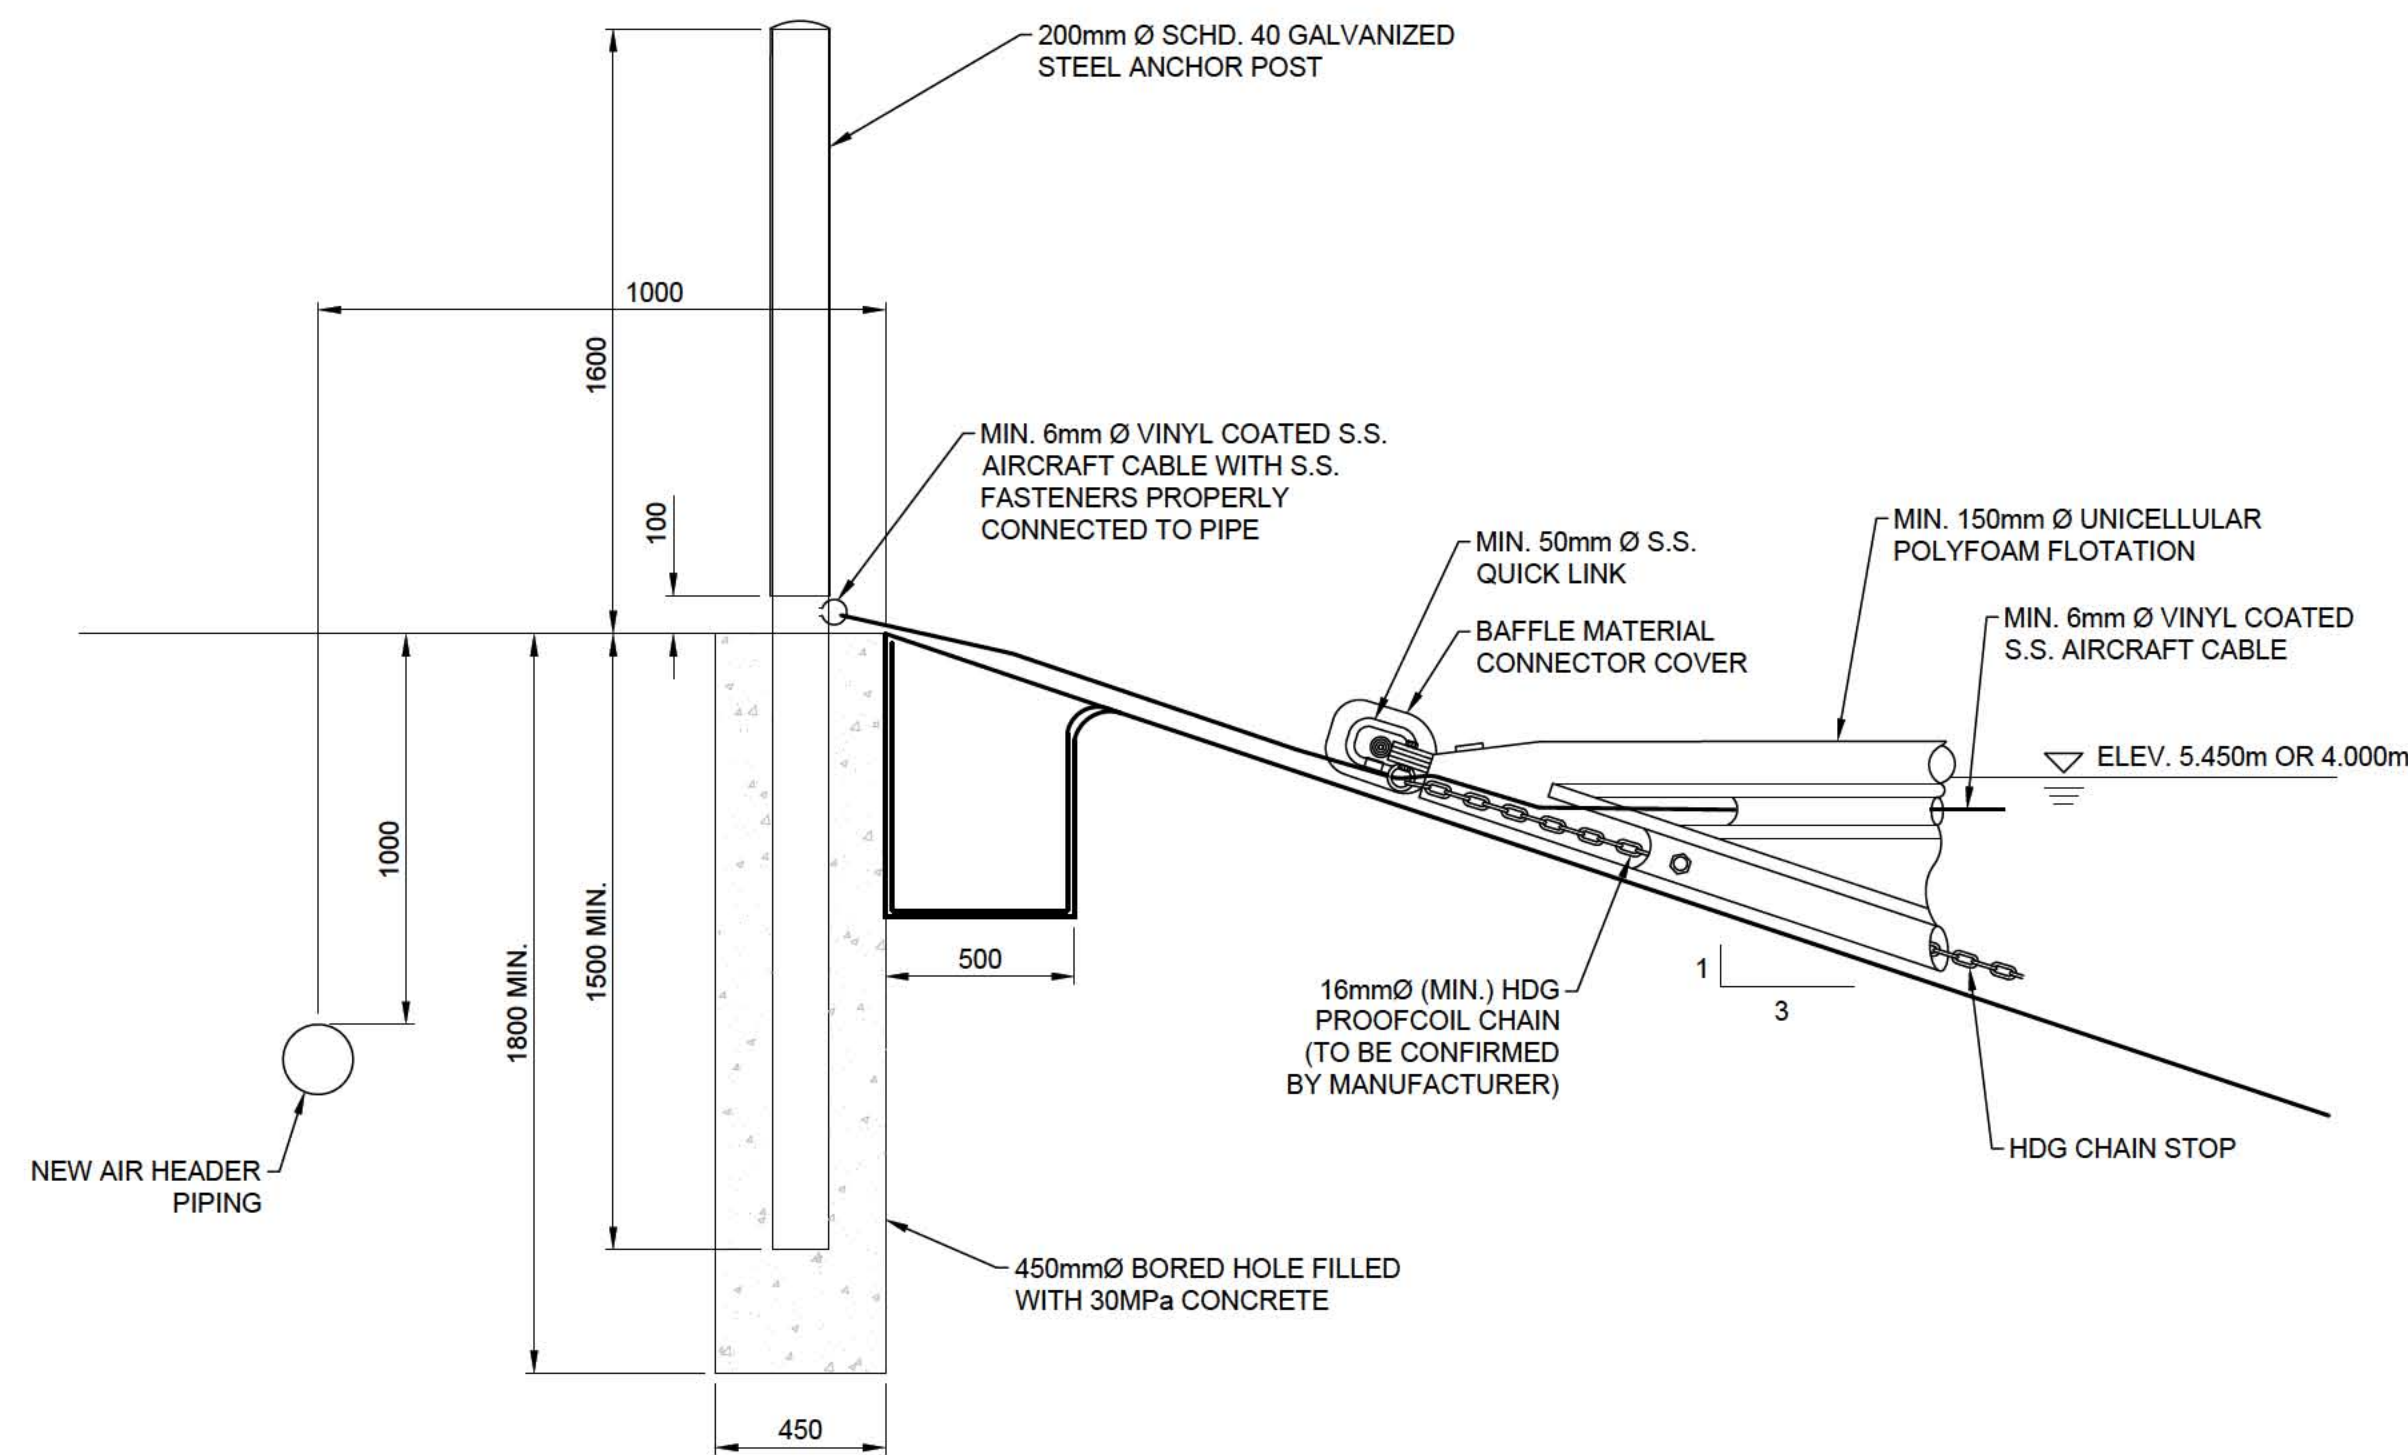 200mm Ø SCHD. 40 GALVANIZED
STEEL ANCHOR POST
1000
1600
MIN. 6mm Ø VINYL COATED S.S.
AIRCRAFT CABLE WITH S.S.
FASTENERS PROPERLY
CONNECTED TO PIPE
100
MIN. 50mm Ø S.S.
QUICK LINK
BAFFLE MATERIAL
CONNECTOR COVER
MIN. 150mm Ø UNICELLULAR
POLYFOAM FLOTATION
MIN. 6mm Ø VINYL COATED
S.S. AIRCRAFT CABLE
ELEV. 5.450m OR 4.000m
1000
1500 MIN.
1800 MIN.
500
1
3
16mmØ (MIN.) HDG
PROOFCOIL CHAIN
(TO BE CONFIRMED
BY MANUFACTURER)
HDG CHAIN STOP
NEW AIR HEADER
PIPING
450mmØ BORED HOLE FILLED
WITH 30MPa CONCRETE
450